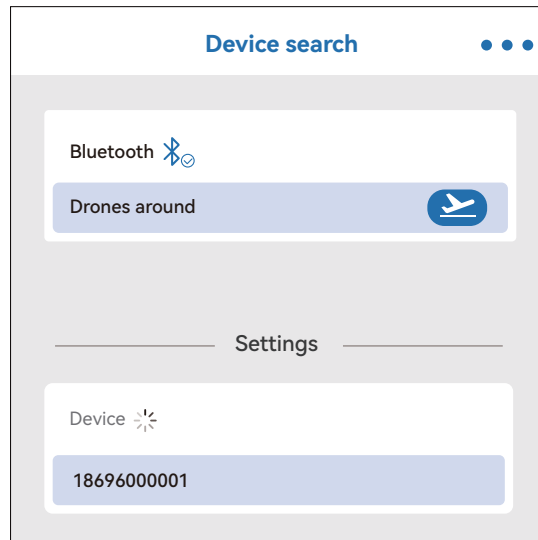 Device search
Bluetooth
Drones around
Settings
Device
18696000001